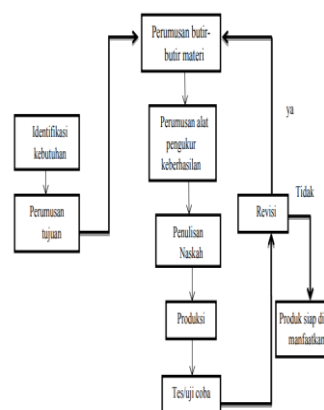 Perumusan butir-
butir materi
ya
Identifikasi
kebutuhan
Perumusan alat
pengukur
keberhasilan
Tidak
Perumusan
tujuan
Penulisan
Naskah
Revisi
Produksi
Produk siap di
manfaatkan
Tes/uji coba